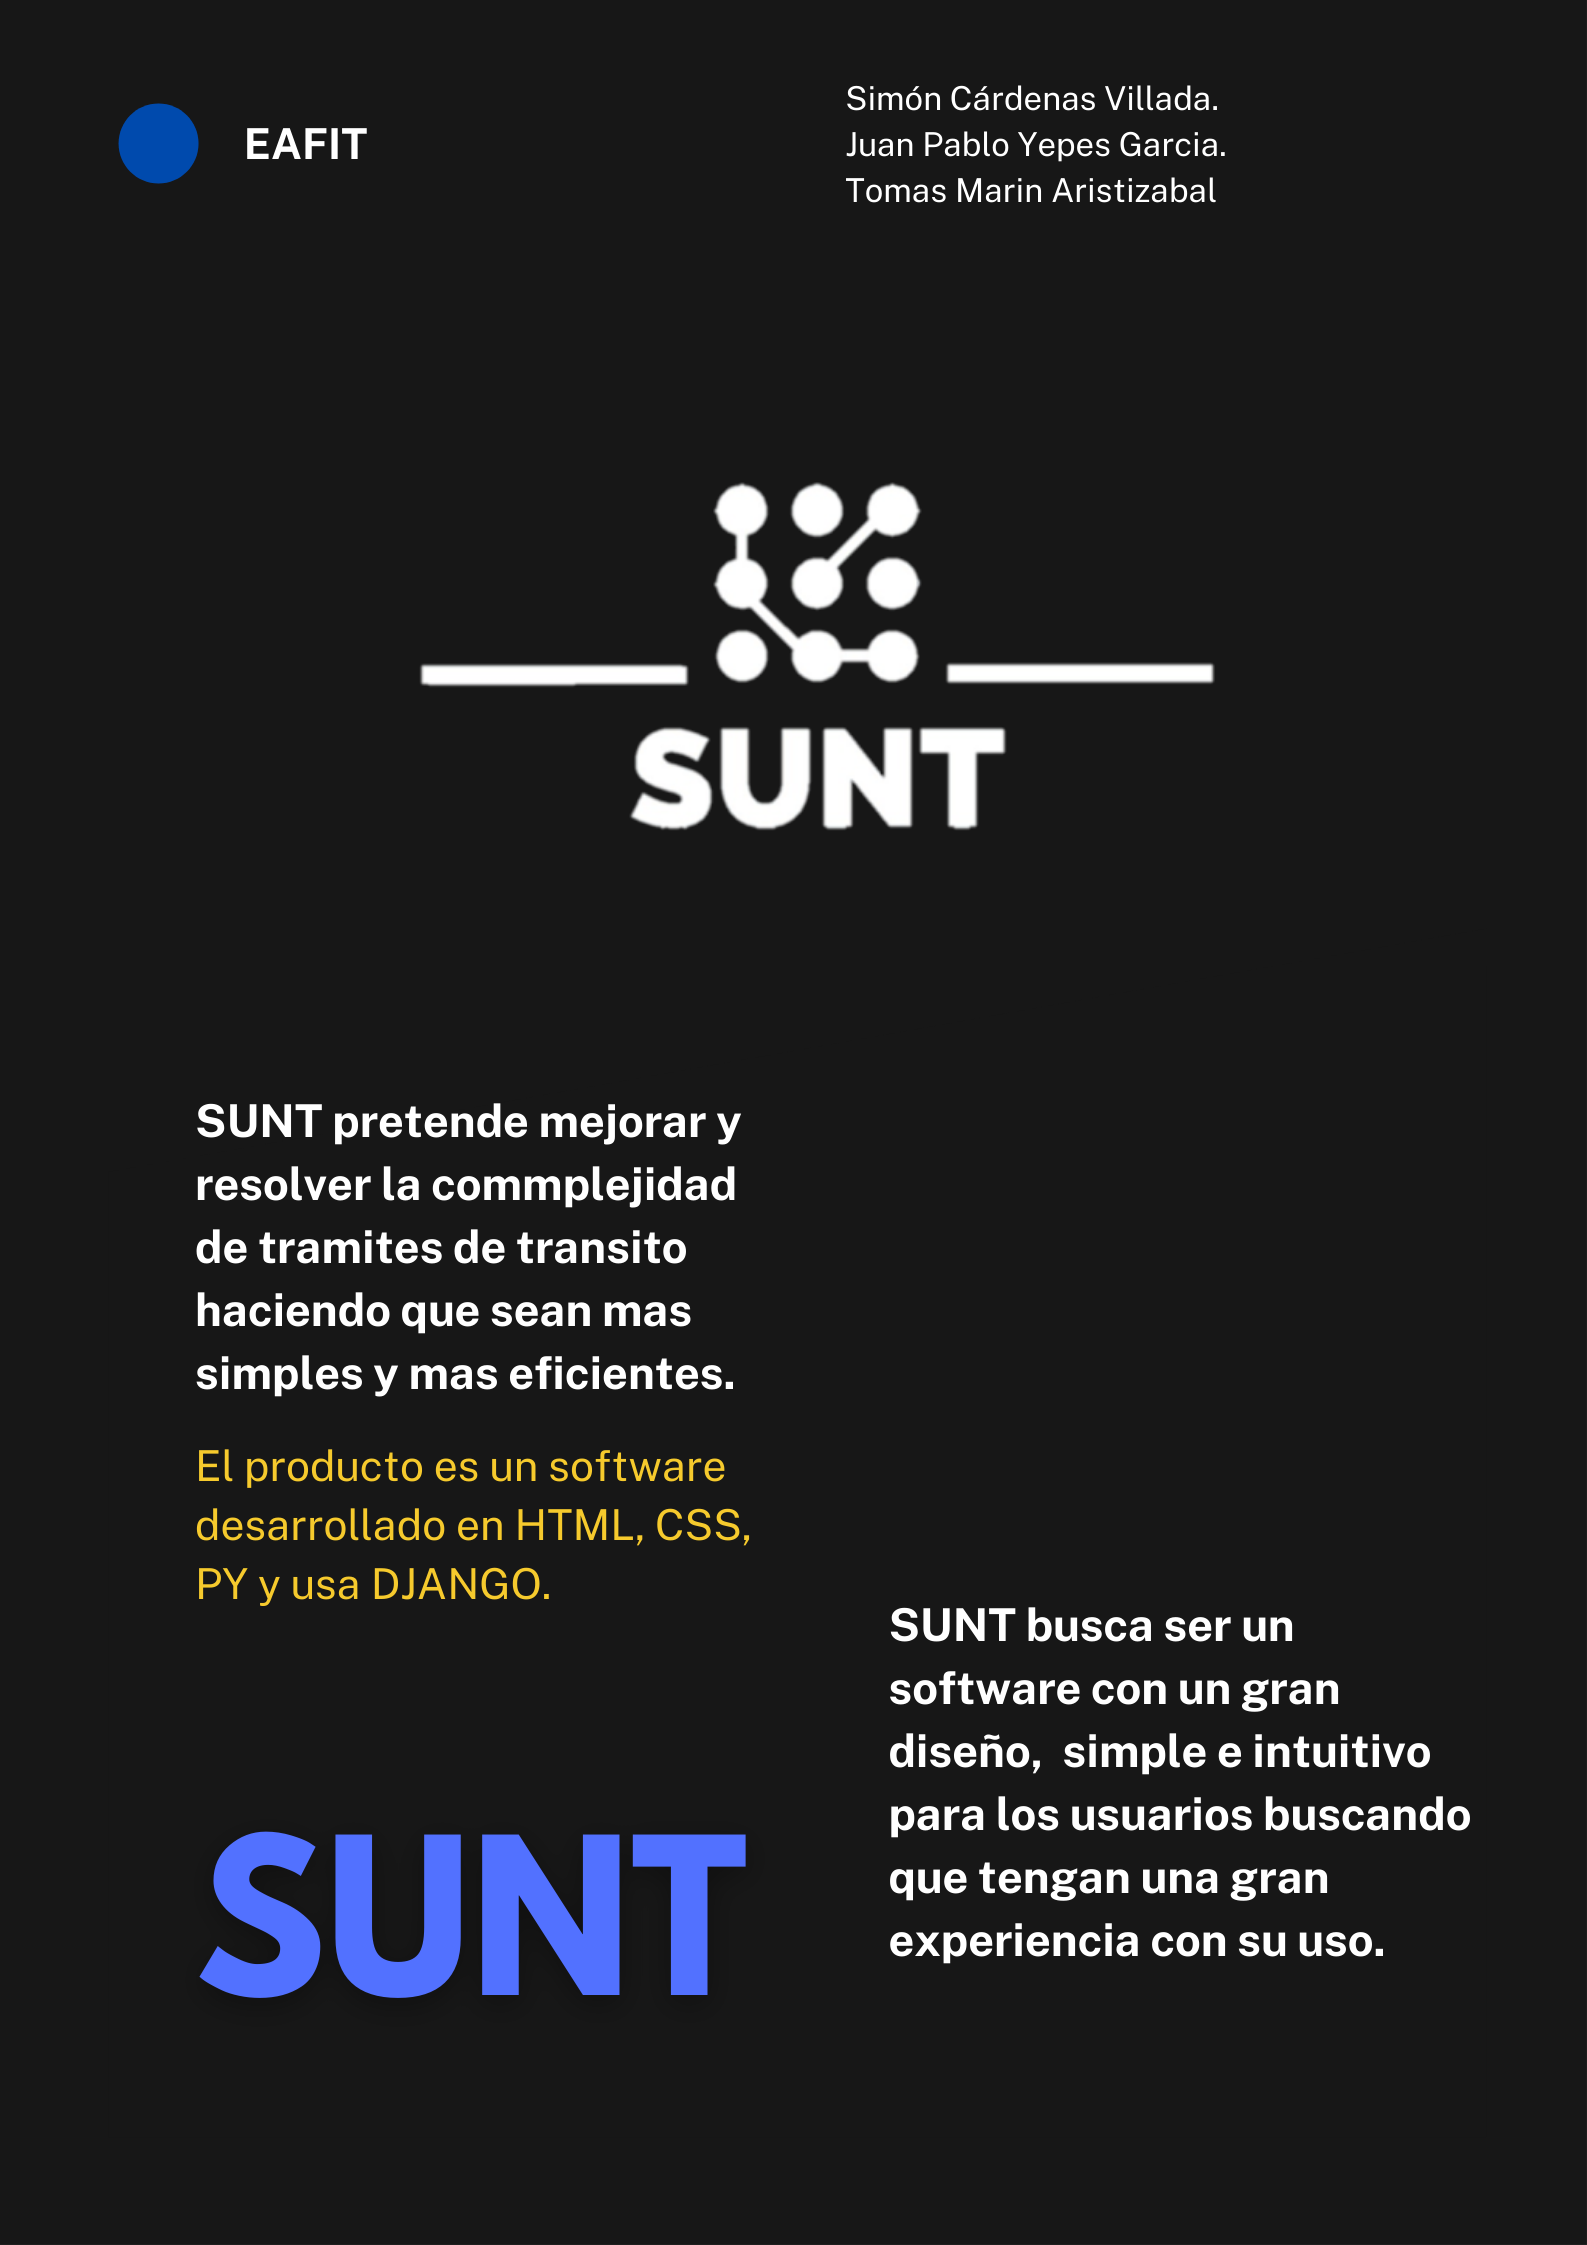 EAFIT
Simón Cárdenas Villada.
Juan Pablo Yepes Garcia.
Tomas Marin Aristizabal
SUNT
SUNT pretende mejorar y
resolver la commplejidad
de tramites de transito
haciendo que sean mas
simples y mas eficientes.
El producto es un software
desarrollado en HTML, CSS,
PY y usa DJANGO.
SUNT busca ser un
software con un gran
diseño,  simple e intuitivo
para los usuarios buscando
que tengan una gran
experiencia con su uso.
SUNT